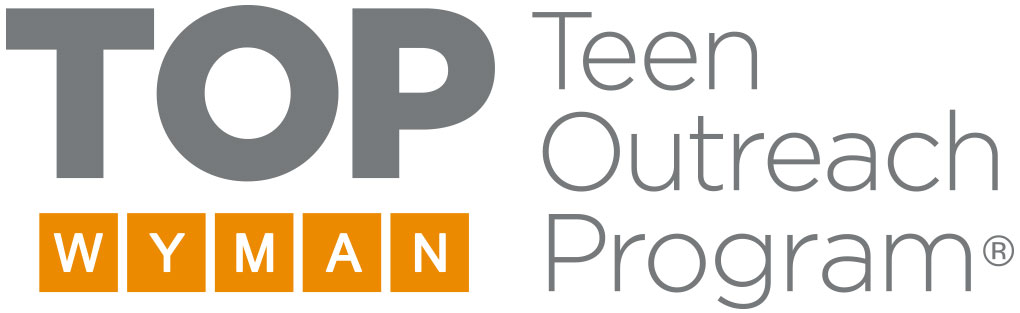 TOP
WYMAN
Teen
Outreach
Program®